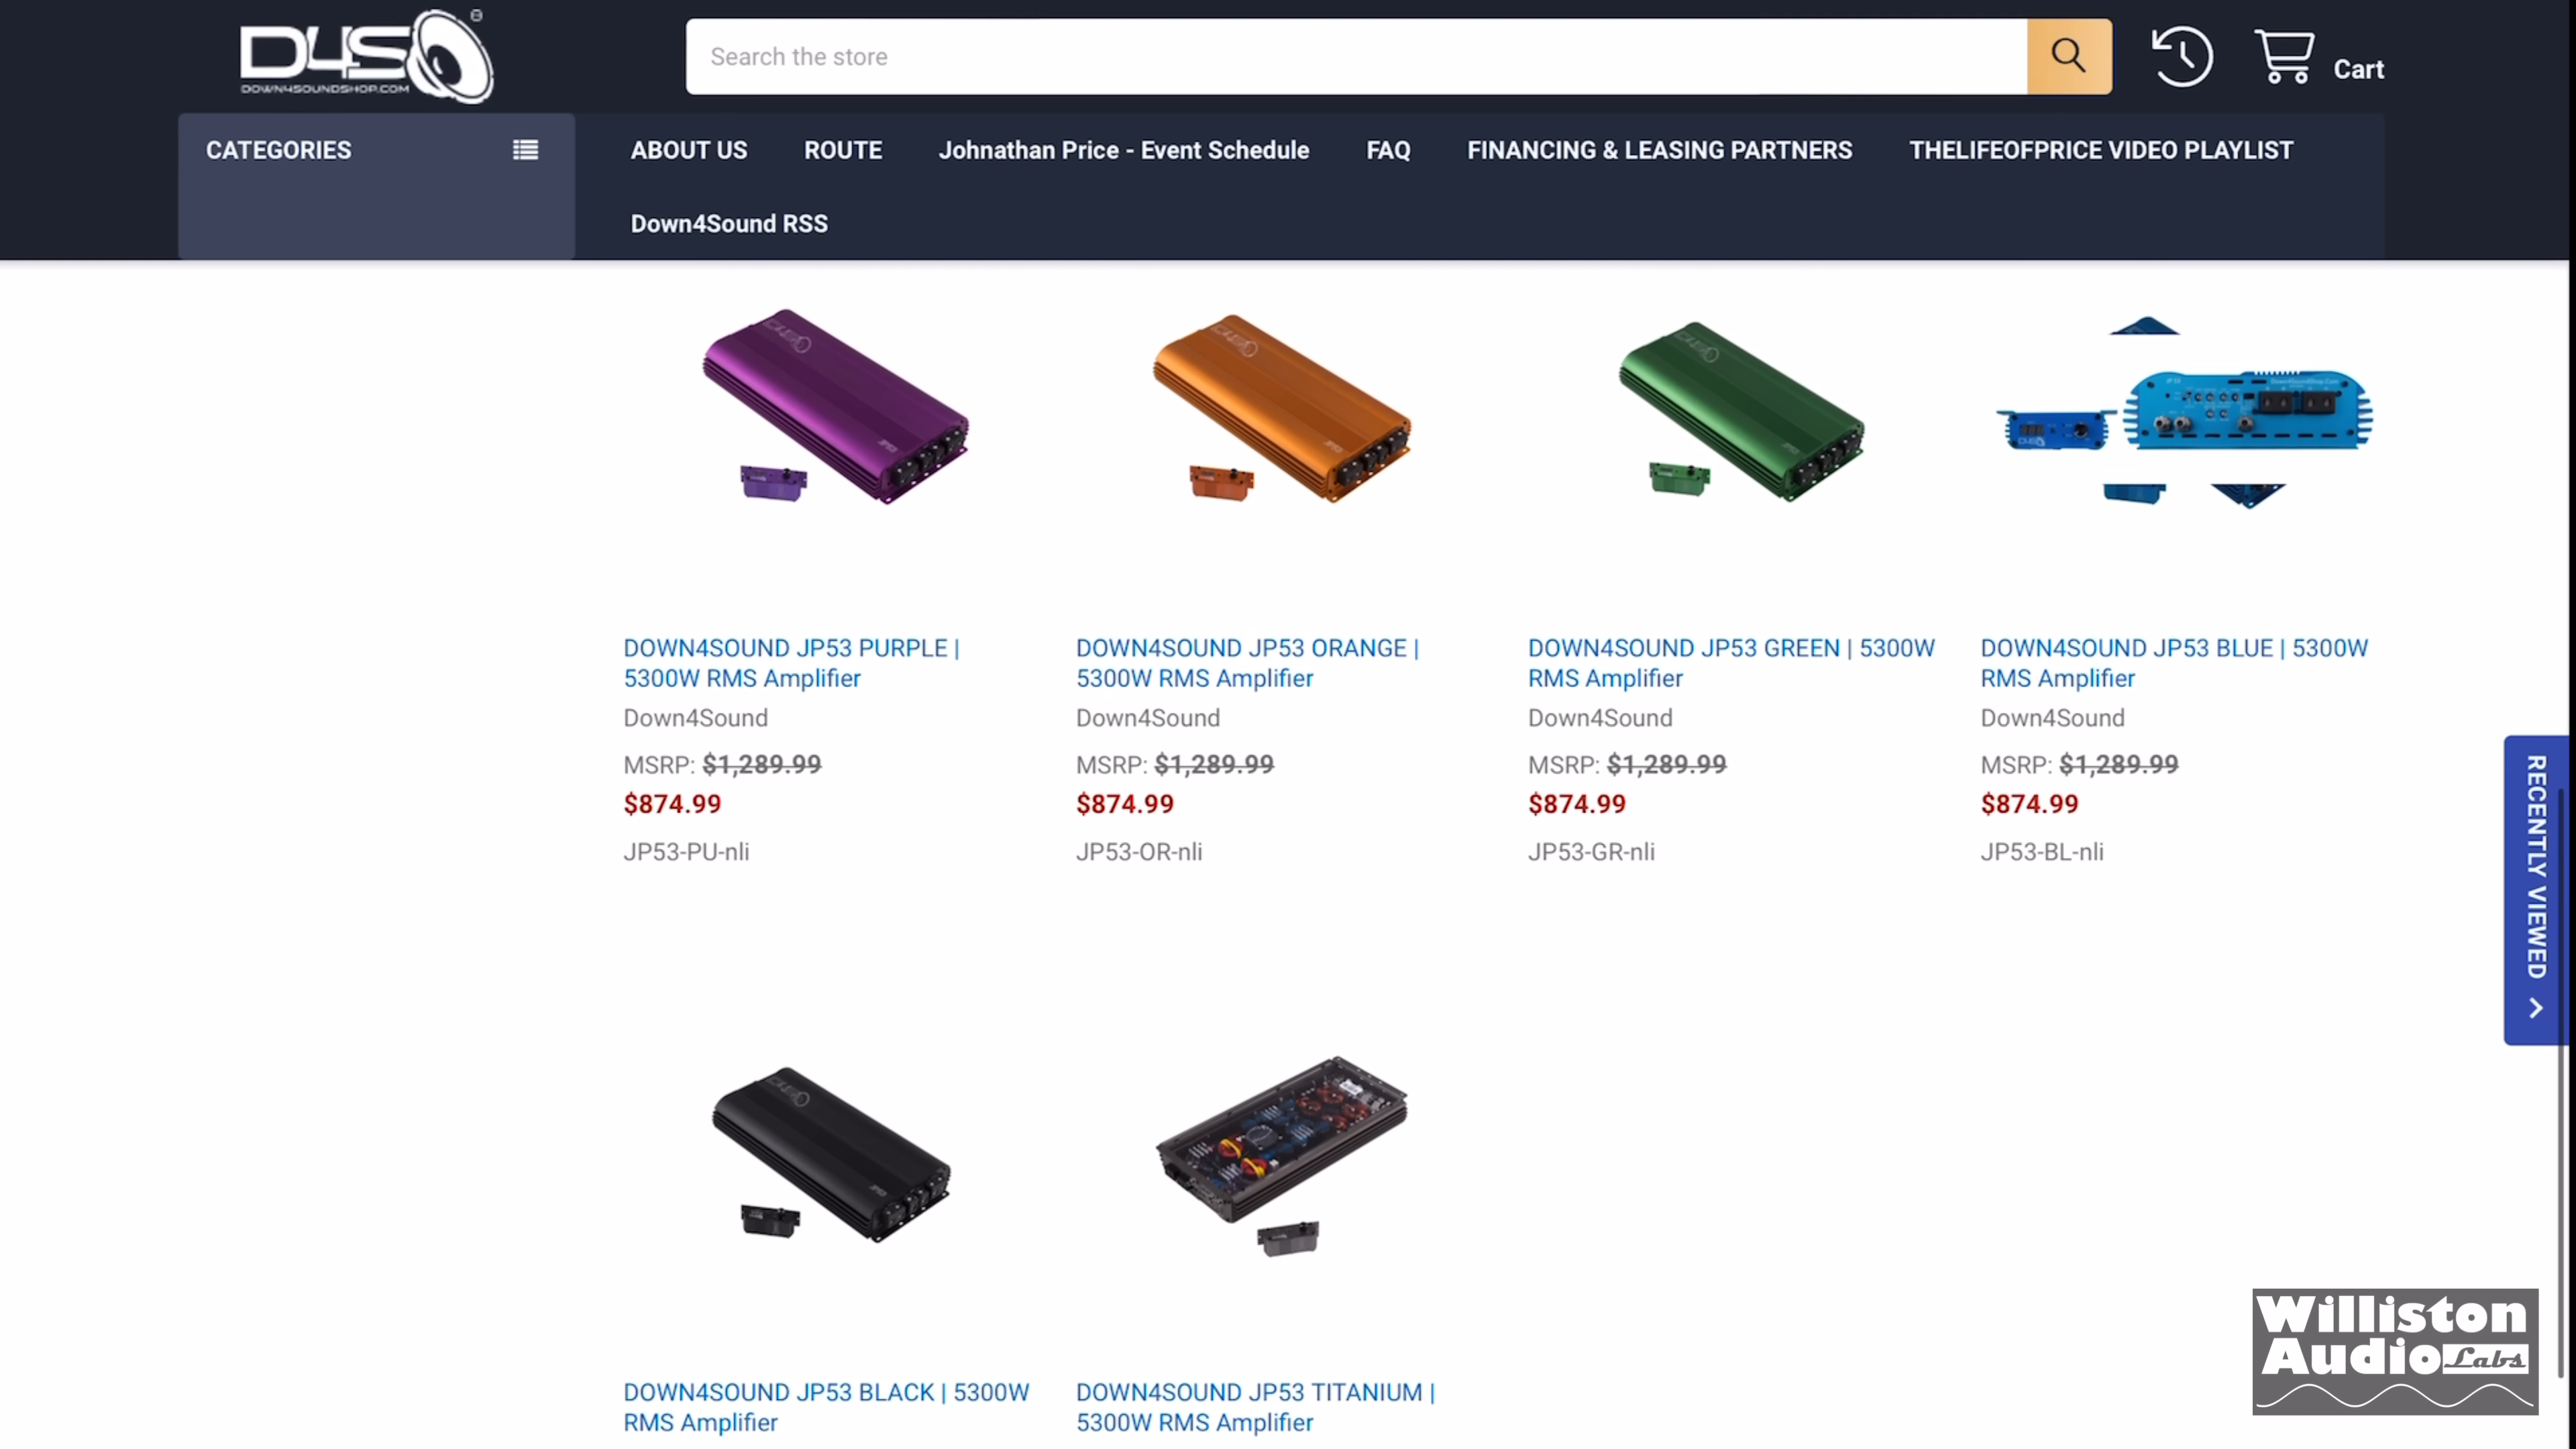 D4S
DOWN4SOUNDSHOP.COM
Search the store
Cart
CATEGORIES
ABOUT US
ROUTE
Johnathan Price - Event Schedule
FAQ
FINANCING & LEASING PARTNERS
THELIFEOFPRICE VIDEO PLAYLIST
Down4Sound RSS
DOWN4SOUND JP53 PURPLE |
5300W RMS Amplifier
Down4Sound
MSRP: $1,289.99
$874.99
JP53-PU-nli
DOWN4SOUND JP53 ORANGE |
5300W RMS Amplifier
Down4Sound
MSRP: $1,289.99
$874.99
JP53-OR-nli
DOWN4SOUND JP53 GREEN | 5300W
RMS Amplifier
Down4Sound
MSRP: $1,289.99
$874.99
JP53-GR-nli
DOWN4SOUND JP53 BLUE | 5300W
RMS Amplifier
Down4Sound
MSRP: $1,289.99
$874.99
JP53-BL-nli
RECENTLY VIEWED
DOWN4SOUND JP53 BLACK | 5300W
RMS Amplifier
DOWN4SOUND JP53 TITANIUM |
5300W RMS Amplifier
Williston
Audio Labs